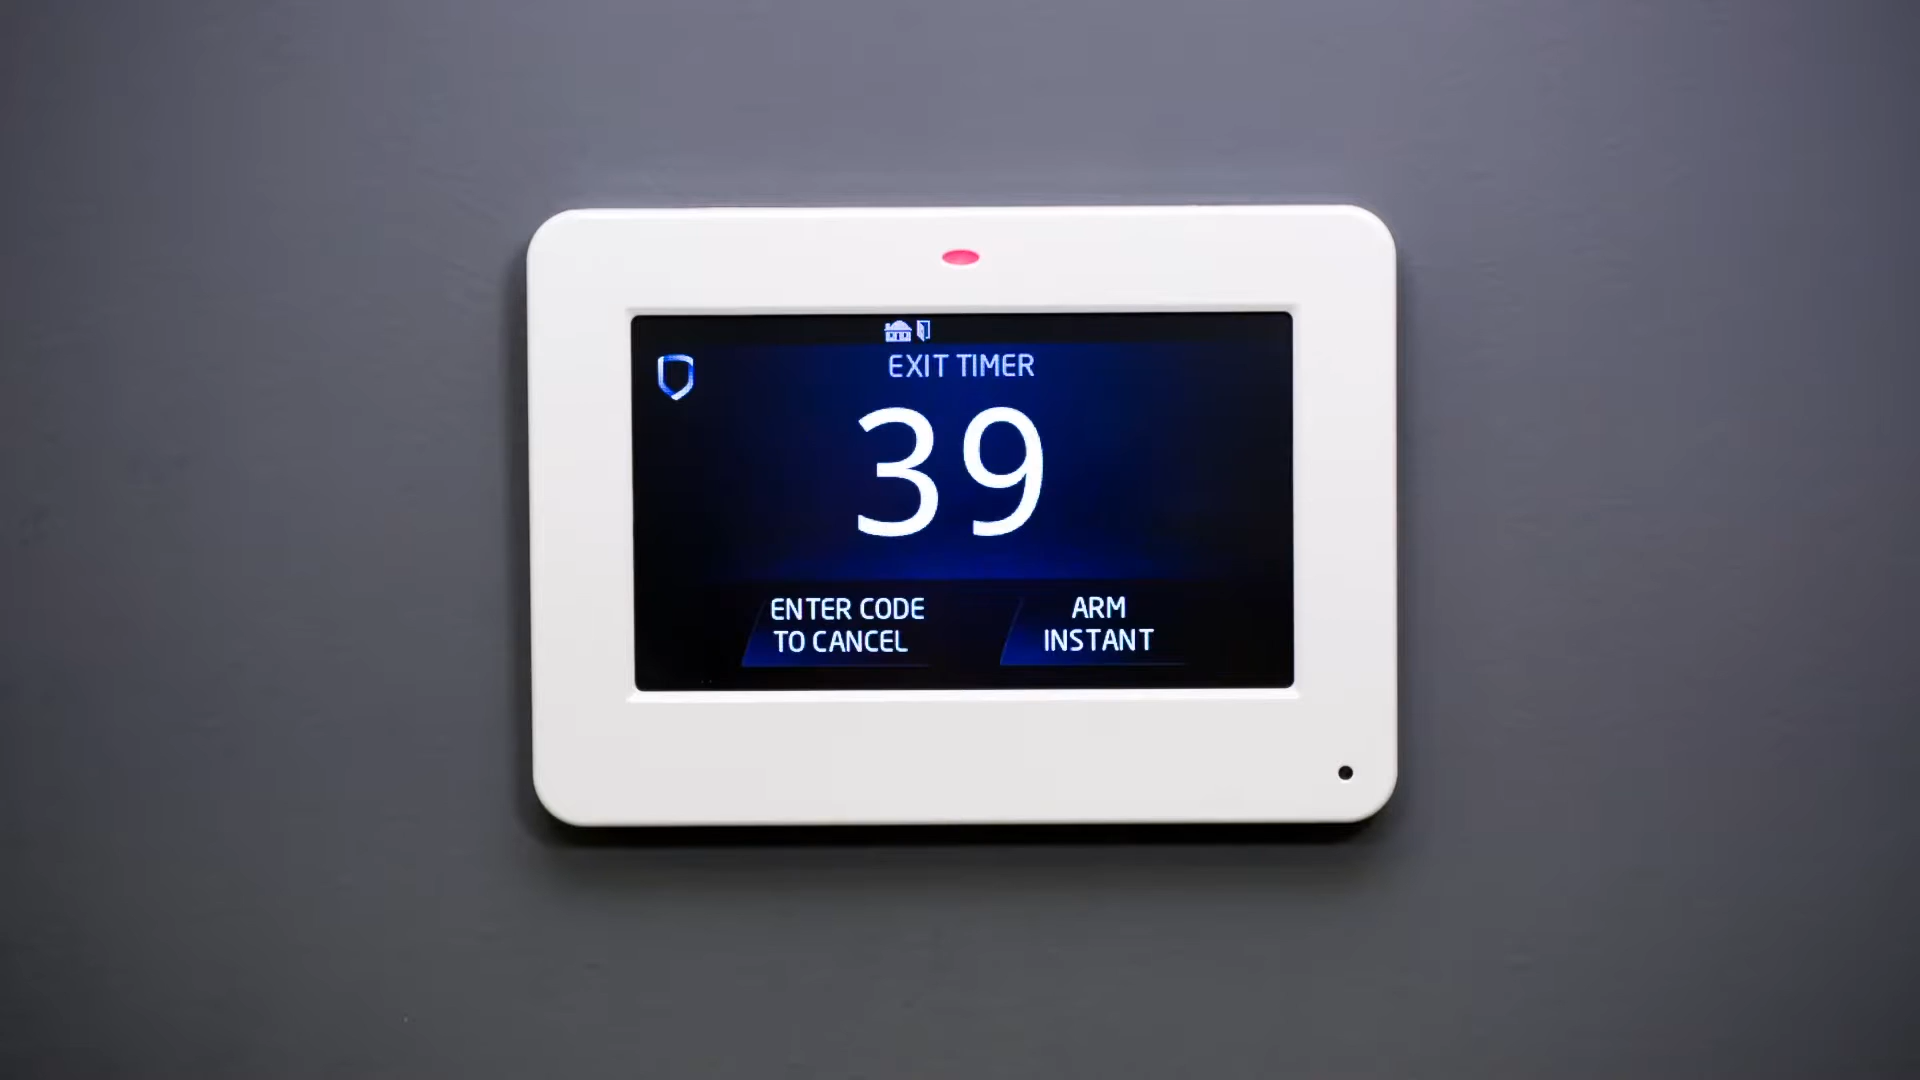 EXIT TIMER
39
ENTER CODE
TO CANCEL
ARM
INSTANT